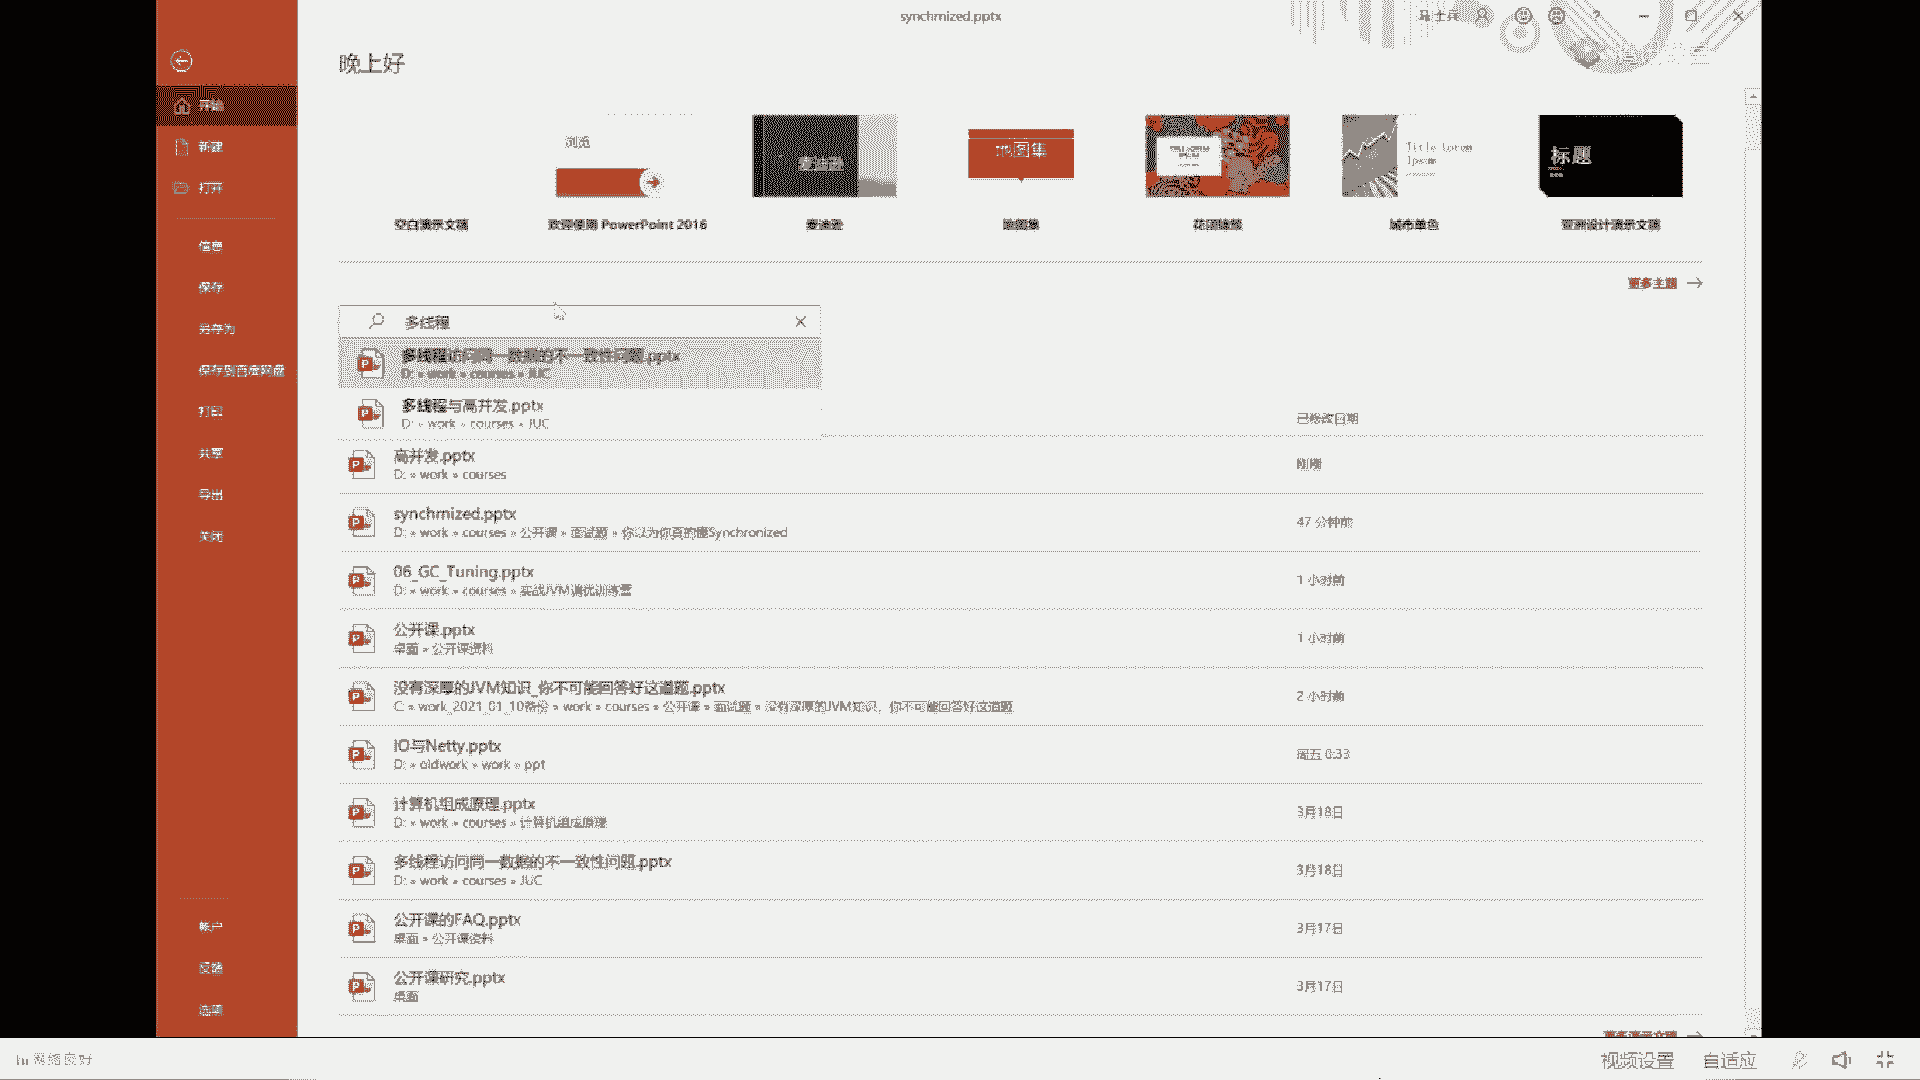 synchrnized.pptx
马士兵
晚上好
开始
新建
打开
信息
保存
另存为
保存到百度网盘
打印
共享
导出
关闭
帐户
反馈
选项
浏览
麦迪逊
地图集
Title Lorem
Ipsum
标题
空白演示文稿
欢迎使用 PowerPoint 2016
麦迪逊
地图集
花团锦簇
城市单色
亚洲设计演示文稿
更多主题
多线程
多线程访问同一数据的不一致性问题.pptx
D: » work » courses » JUC
多线程与高并发.pptx
D: » work » courses » JUC
已修改日期
高并发.pptx
D: » work » courses
刚刚
synchrnized.pptx
D: » work » courses » 公开课 » 面试题 » 你以为你真的懂Synchronized
47 分钟前
06_GC_Tuning.pptx
D: » work » courses » 实战JVM调优训练营
1 小时前
公开课.pptx
桌面 » 公开课资料
1 小时前
没有深厚的JVM知识_你不可能回答好这道题.pptx
C: » work_2021_01_10备份 » work » courses » 公开课 » 面试题 » 没有深厚的JVM知识，你不可能回答好这道题
2 小时前
IO与Netty.pptx
D: » oldwork » work » ppt
周五 0:33
计算机组成原理.pptx
D: » work » courses » 计算机组成原理
3月18日
多线程访问同一数据的不一致性问题.pptx
D: » work » courses » JUC
3月18日
公开课的FAQ.pptx
桌面 » 公开课资料
3月17日
公开课研究.pptx
桌面
3月17日
更多演示文稿
网络良好
视频设置
自适应